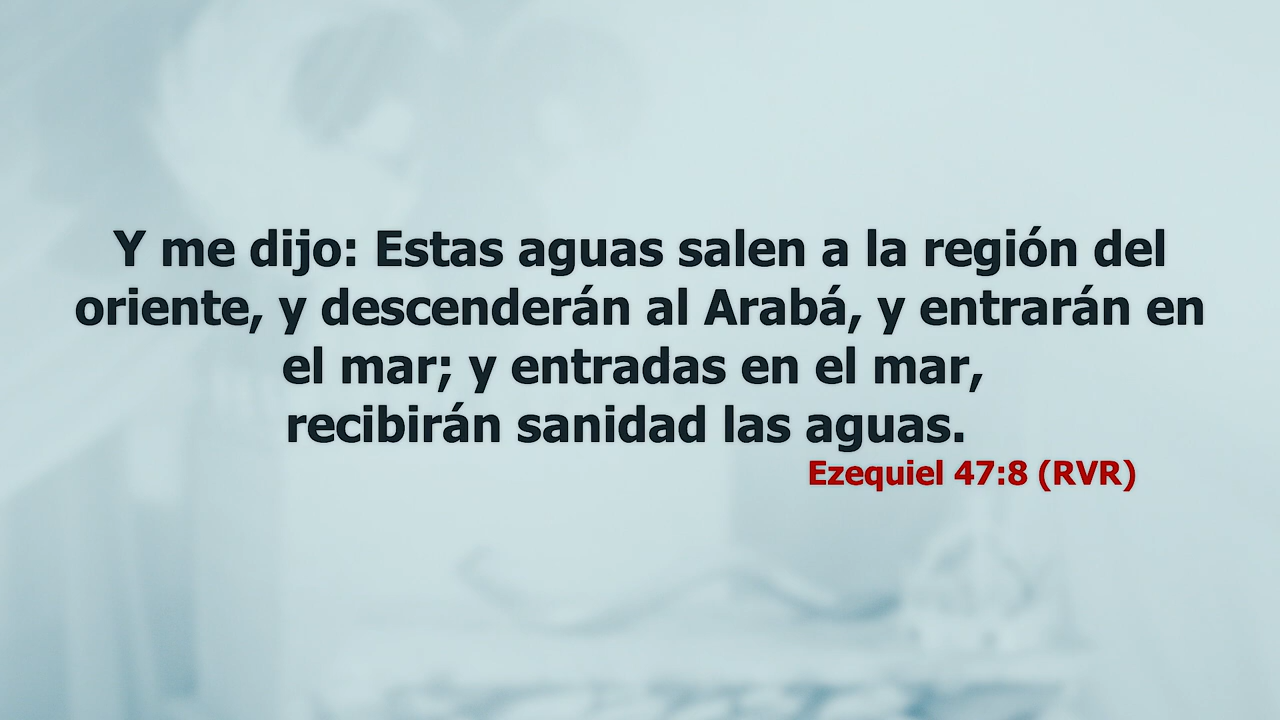 Y me dijo: Estas aguas salen a la región del
oriente, y descenderán al Arabá, y entrarán en
el mar; y entradas en el mar,
recibirán sanidad las aguas.
Ezequiel 47:8 (RVR)